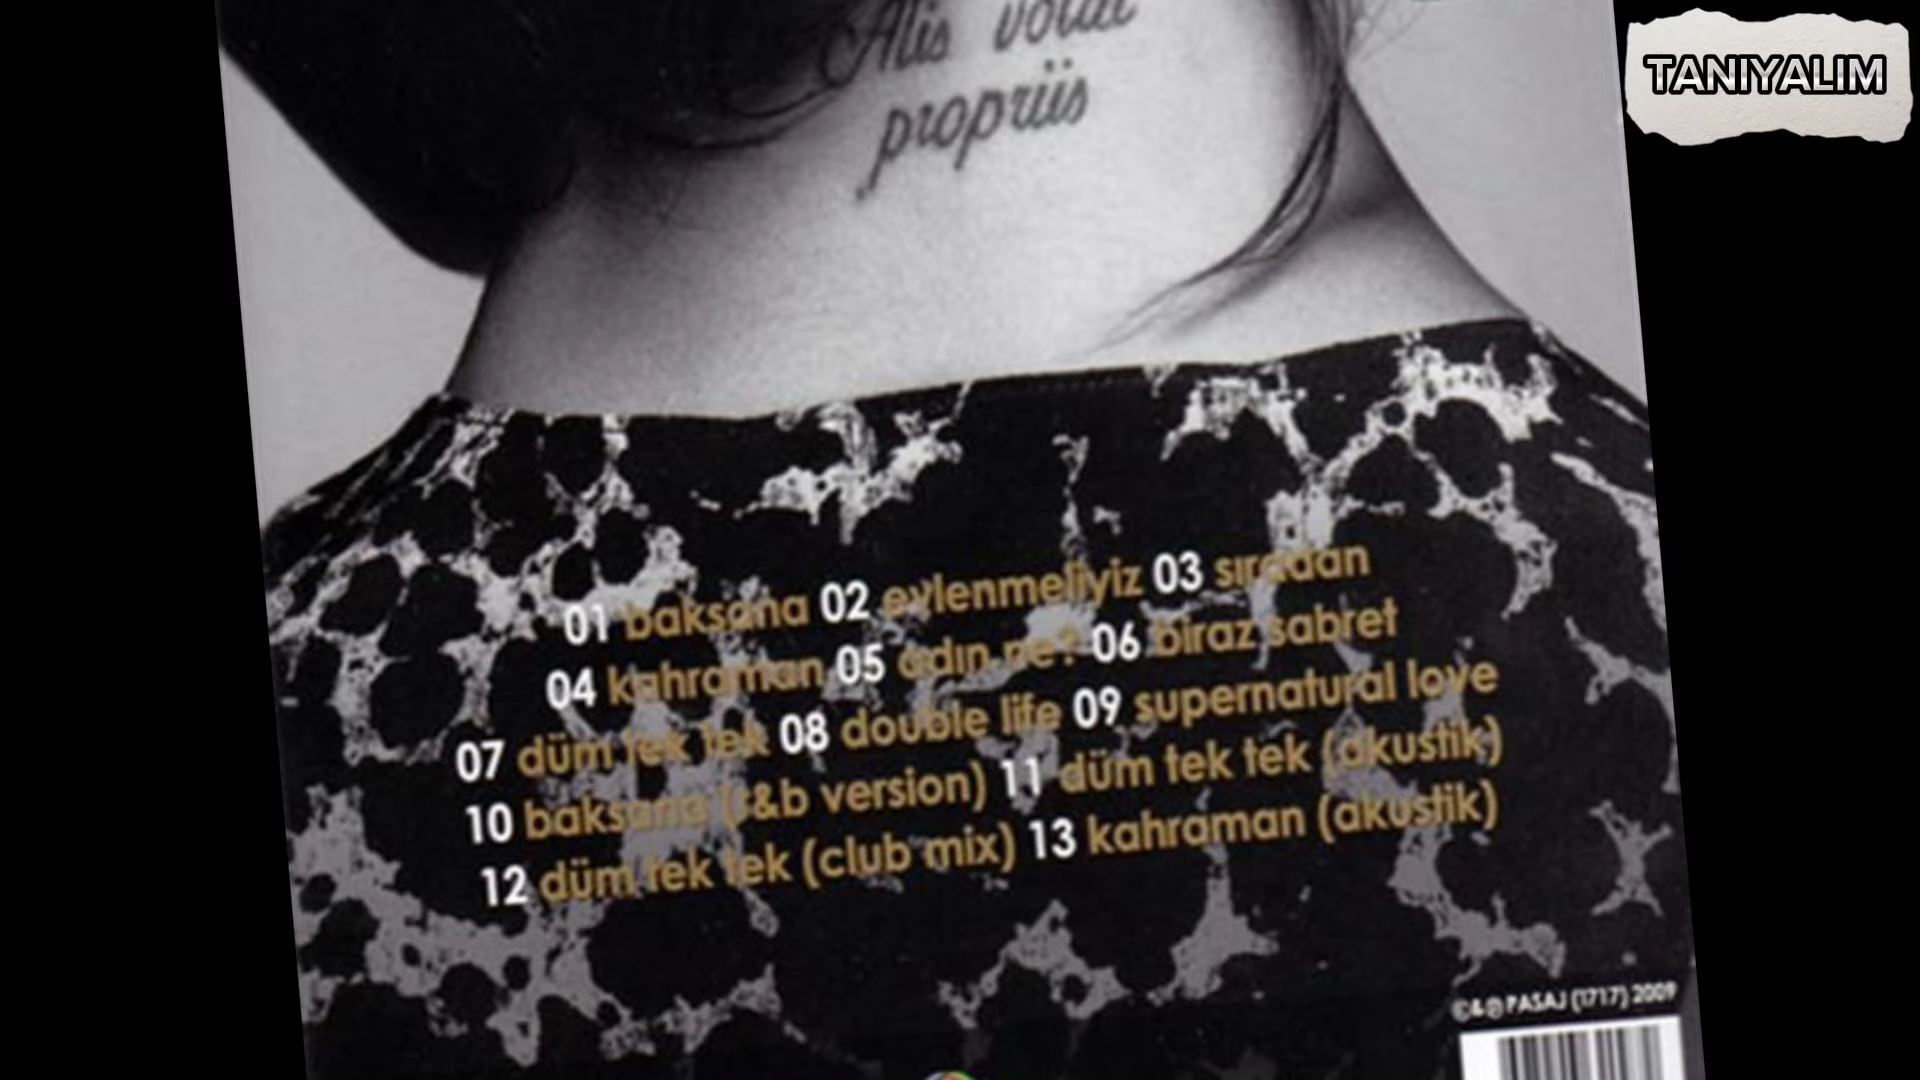 Alis volat
propriis
TANIYALIM
01 baksana 02 evlenmeliyiz 03 sıradan
04 kahraman 05 adın ne? 06 biraz sabret
07 düm tek tek 08 double life 09 supernatural love
10 baksana (r&b version) 11 düm tek tek (akustik)
12 düm tek tek (club mix) 13 kahraman (akustik)
©&℗ PASAJ (1717) 2009